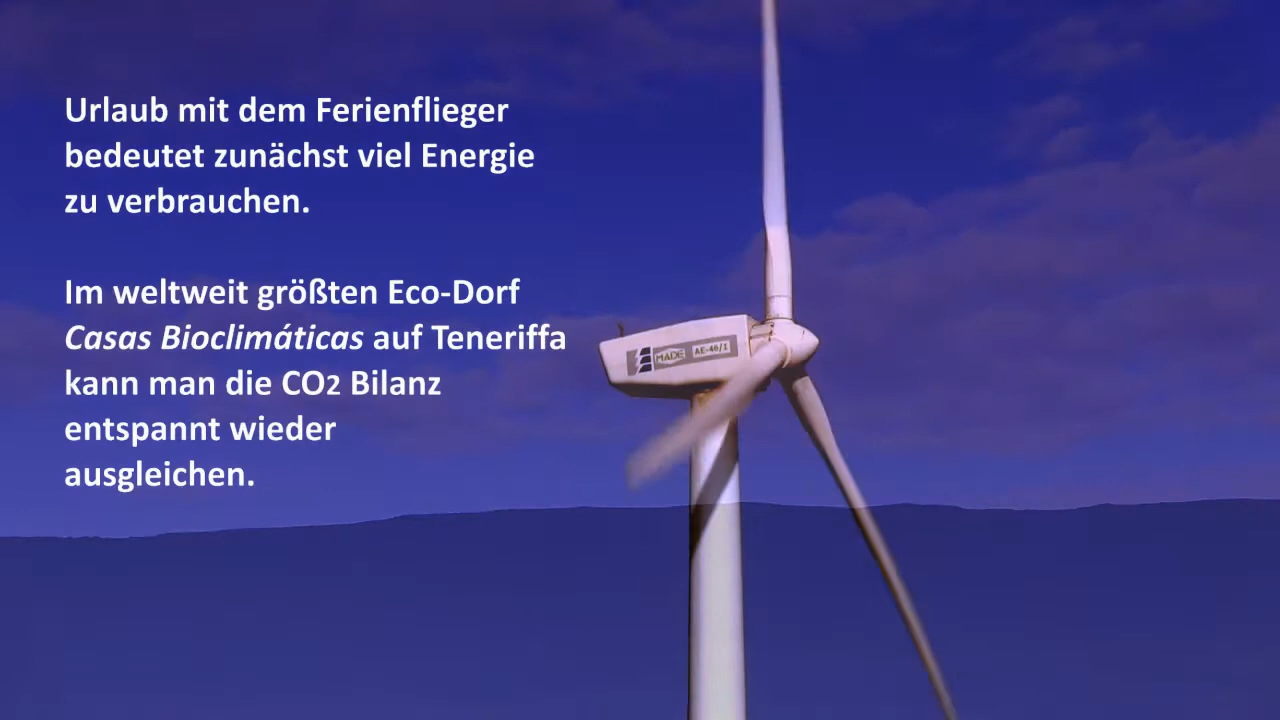 Urlaub mit dem Ferienflieger
bedeutet zunächst viel Energie
zu verbrauchen.
Im weltweit größten Eco-Dorf
Casas Bioclimáticas auf Teneriffa
kann man die CO2 Bilanz
entspannt wieder
ausgleichen.
MADE AE-46/1